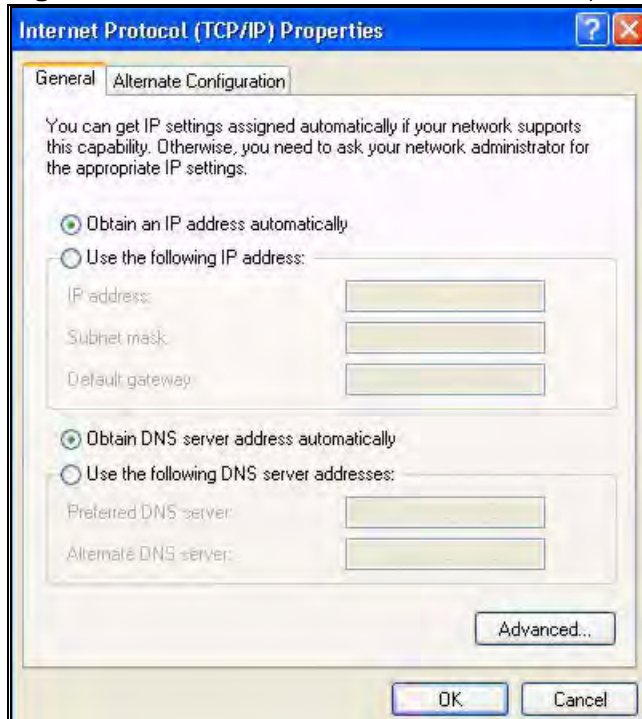 Internet Protocol (TCP/IP) Properties
General
Alternate Configuration
You can get IP settings assigned automatically if your network supports
this capability. Otherwise, you need to ask your network administrator for
the appropriate IP settings.
Obtain an IP address automatically
Use the following IP address:
IP address:
Subnet mask:
Default gateway:
Obtain DNS server address automatically
Use the following DNS server addresses:
Preferred DNS server:
Alternate DNS server:
Advanced...
OK
Cancel